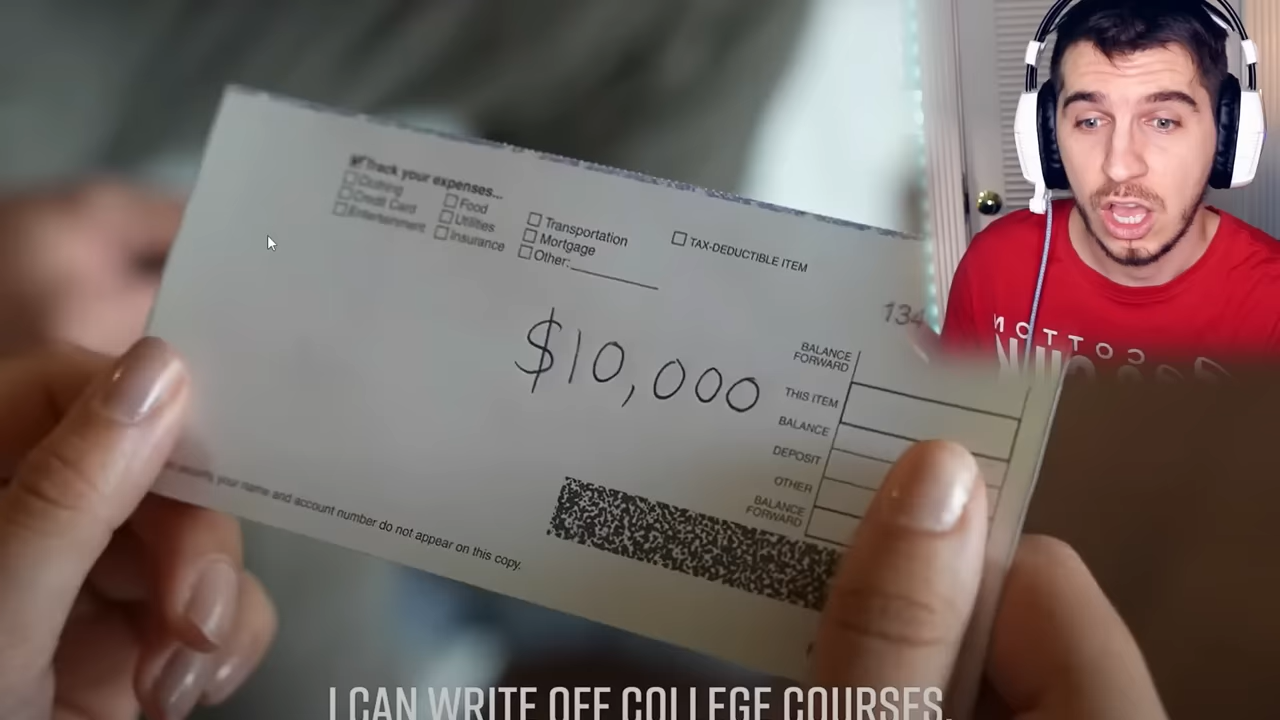 Track your expenses...
Clothing
Credit Card
Entertainment
Food
Utilities
Insurance
Transportation
Mortgage
Other:
TAX-DEDUCTIBLE ITEM
134
$10,000
BALANCE
FORWARD
THIS ITEM
BALANCE
DEPOSIT
OTHER
BALANCE
FORWARD
your name and account number do not appear on this copy.
COTTON
I CAN WRITE OFF COLLEGE COURSES.